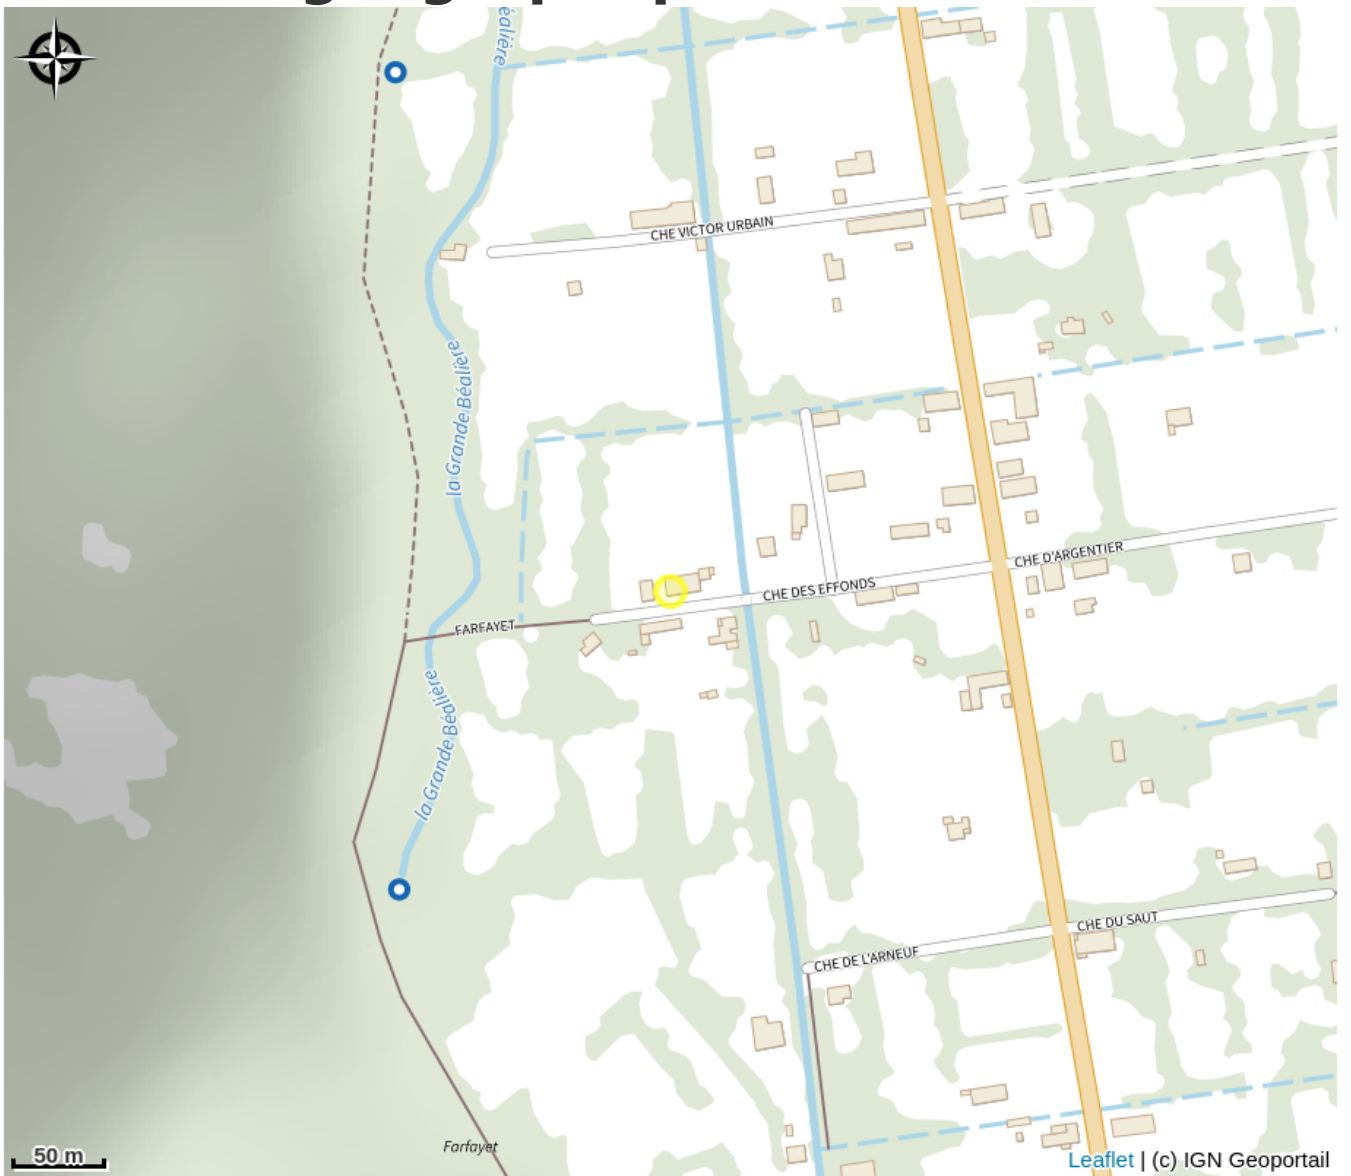 éalière
CHE VICTOR URBAIN
la Grande Béalière
CHE D'ARGENTIER
CHE DES EFFONDS
FARFAYET
la Grande Béalière
CHE DU SAUT
CHE DE L'ARNEUF
Farfayet
50 m
Leaflet | (c) IGN Geoportail